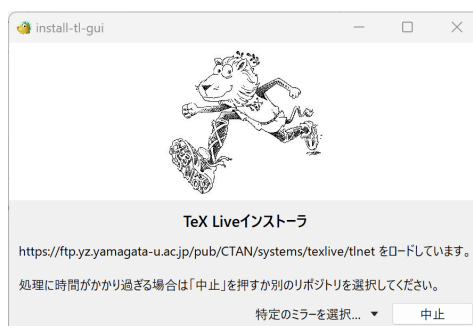 install-tl-gui
TeX Liveインストーラ
https://ftp.yz.yamagata-u.ac.jp/pub/CTAN/systems/texlive/tlnet をロードしています。
処理に時間がかかり過ぎる場合は「中止」を押すか別のリポジトリを選択してください。
特定のミラーを選択... 中止